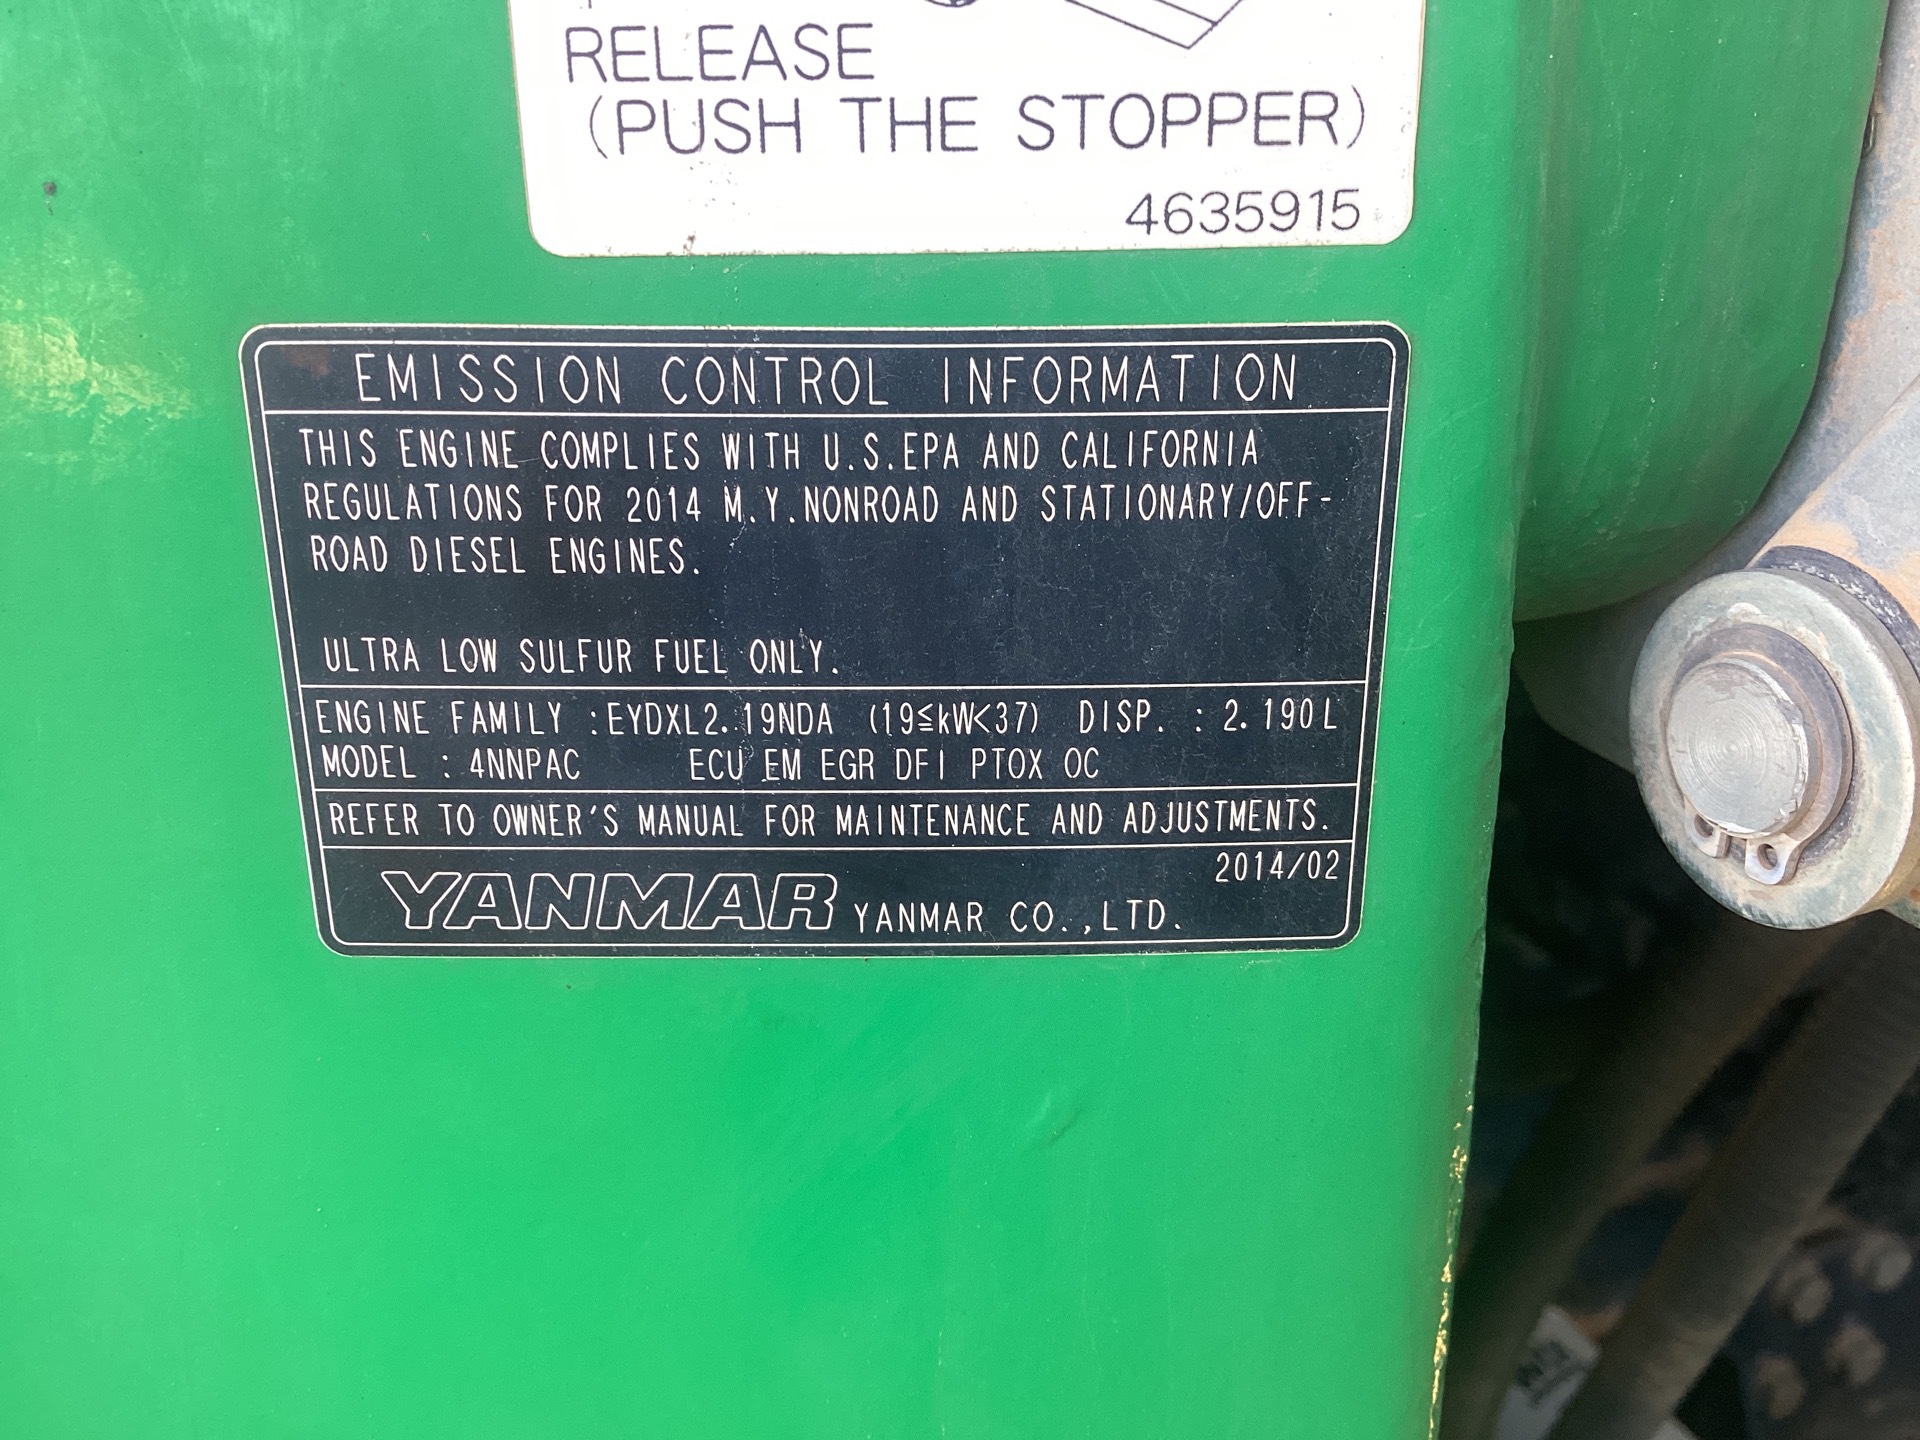 RELEASE
(PUSH THE STOPPER)
4635915
EMISSION CONTROL INFORMATION
THIS ENGINE COMPLIES WITH U.S.EPA AND CALIFORNIA
REGULATIONS FOR 2014 M.Y.NONROAD AND STATIONARY/OFF-
ROAD DIESEL ENGINES.
ULTRA LOW SULFUR FUEL ONLY.
ENGINE FAMILY :EYDXL2.19NDA (19≦kW<37) DISP. : 2.190L
MODEL : 4NNPAC ECU EM EGR DFI PTOX OC
REFER TO OWNER'S MANUAL FOR MAINTENANCE AND ADJUSTMENTS.
2014/02
YANMAR YANMAR CO.,LTD.